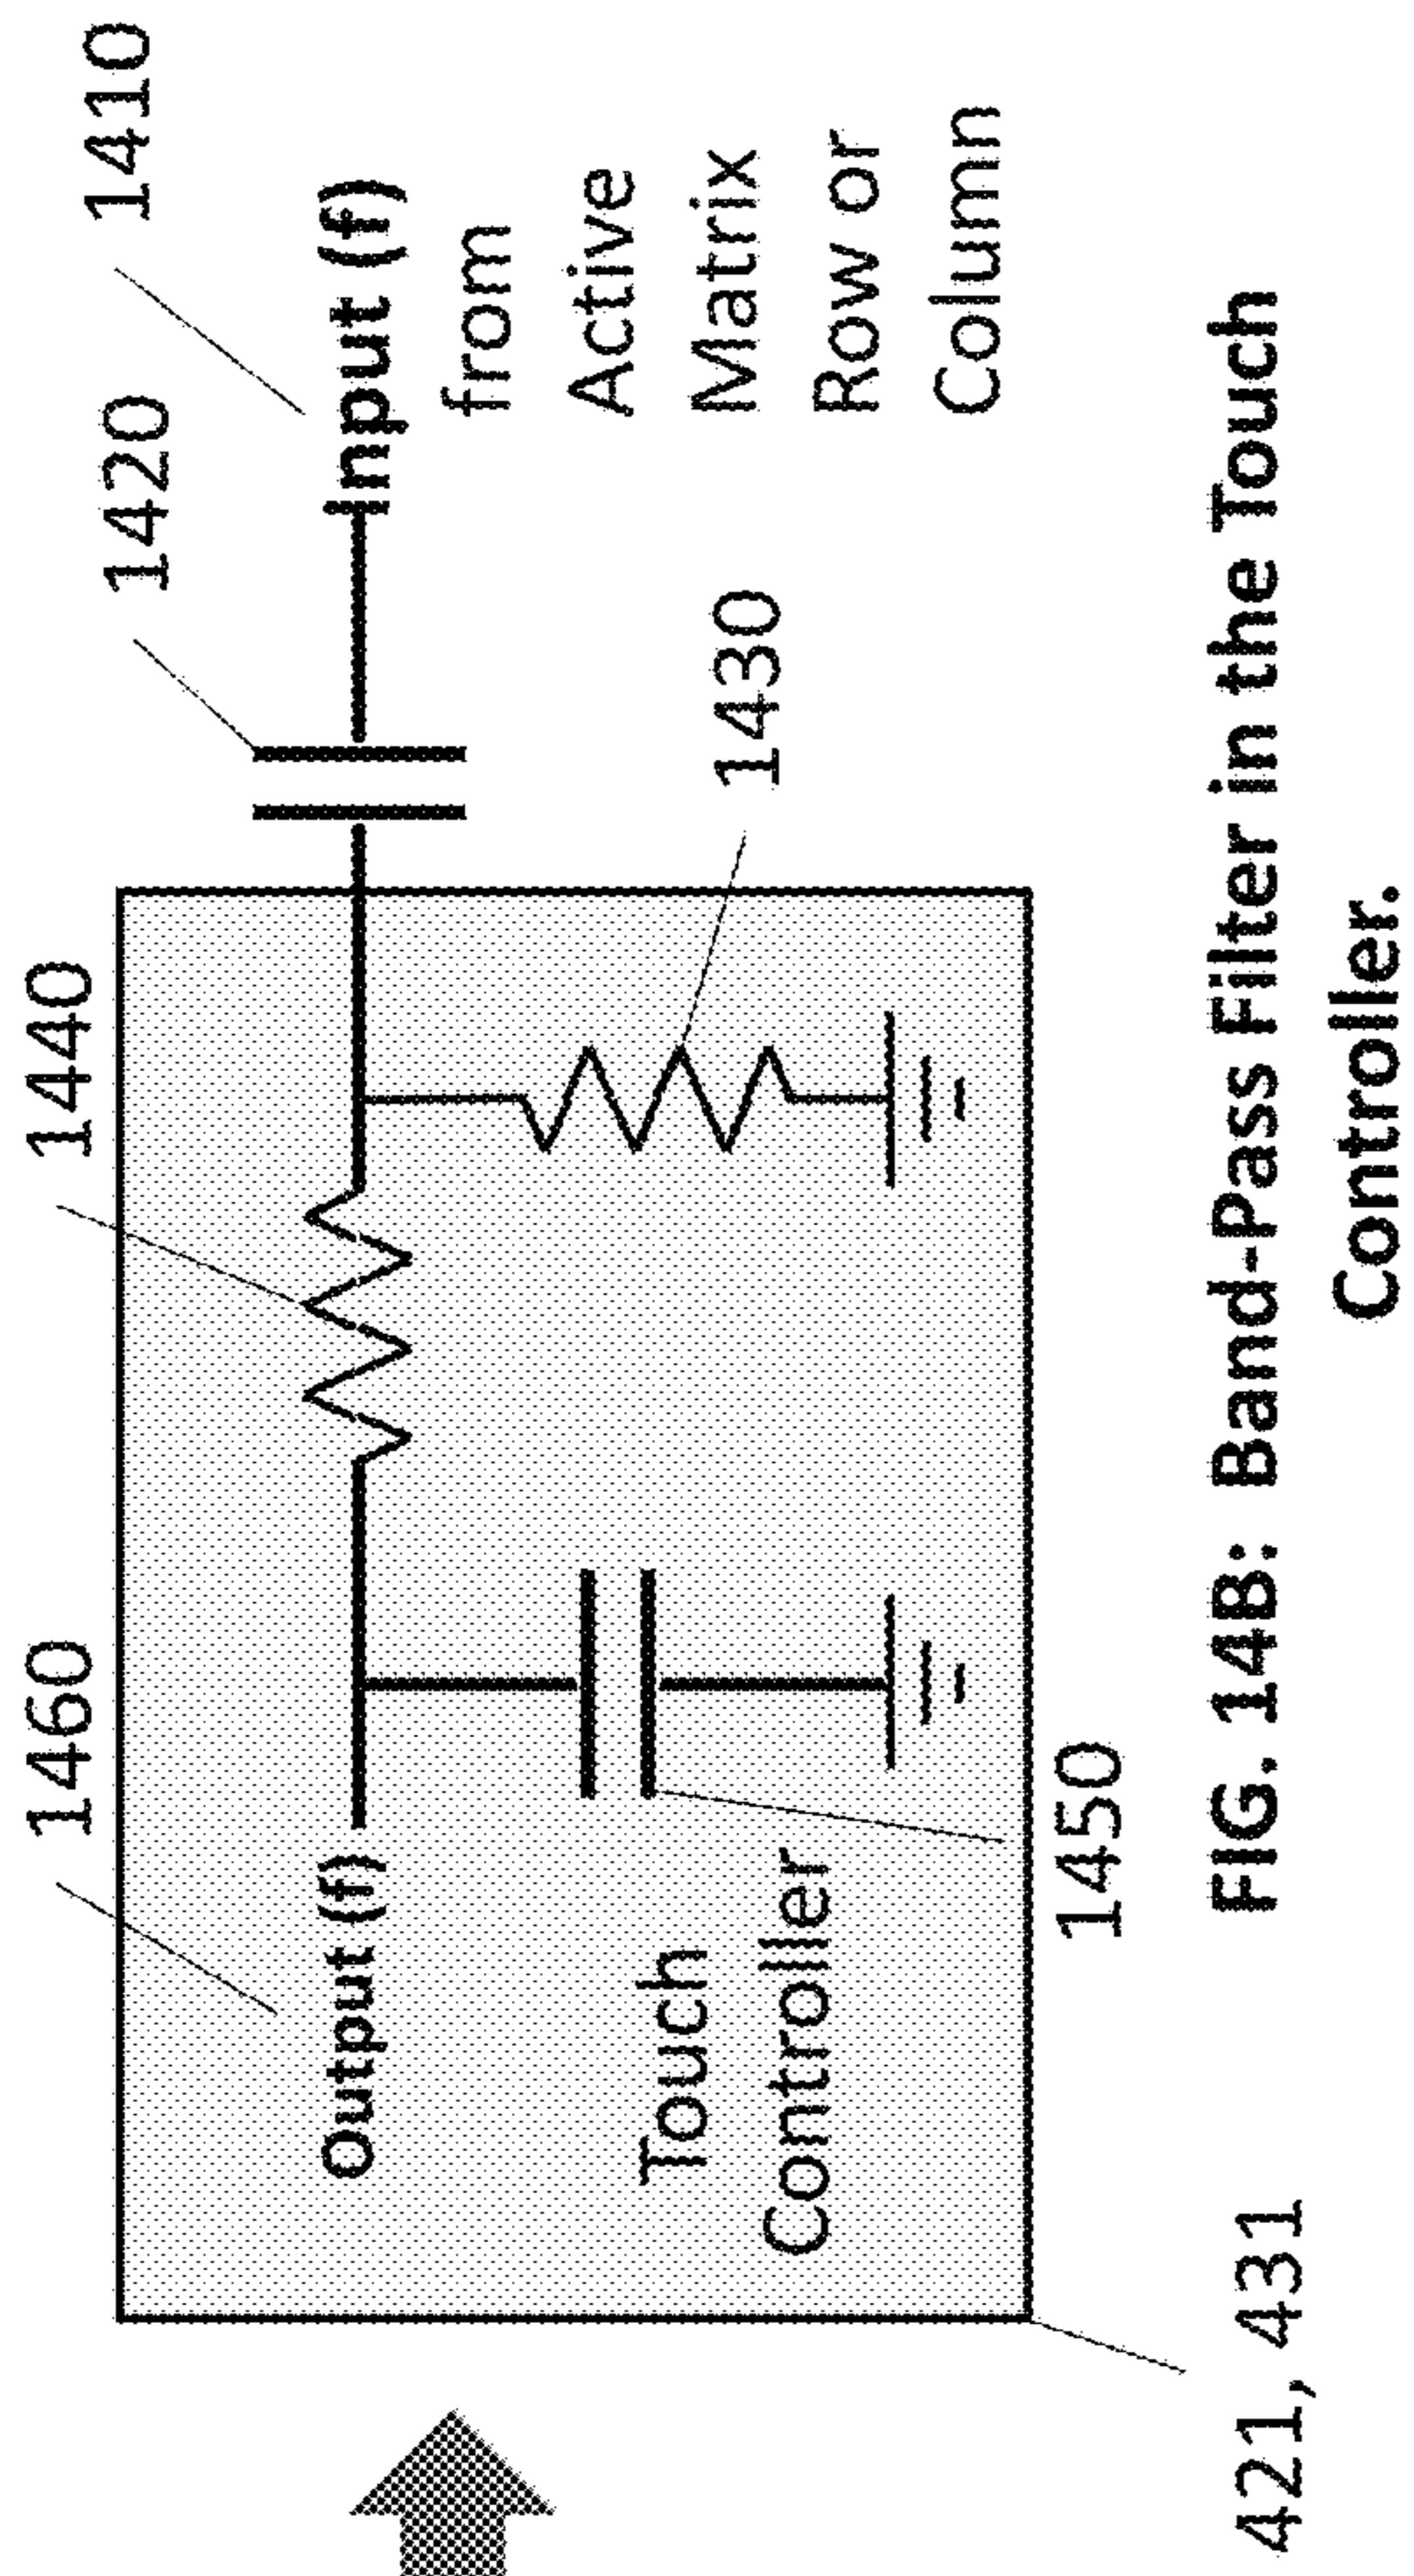 1460
1440
1420
1410
Output (f)
Input (f)
from
Active
Matrix
Row or
Column
Touch
Controller
1430
1450
421, 431
FIG. 14B: Band-Pass Filter in the Touch
Controller.